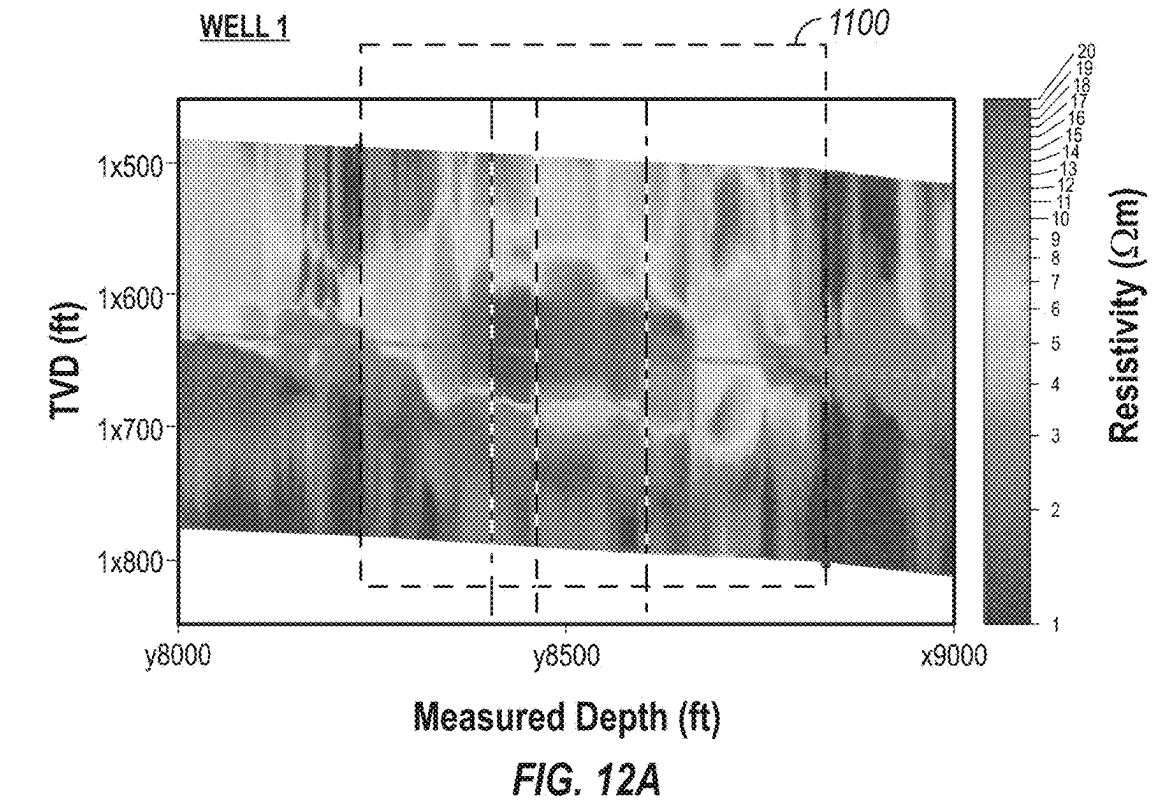 WELL 1
1100
1x500
1x600
1x700
1x800
TVD (ft)
y8000
y8500
x9000
Measured Depth (ft)
20
19
18
17
16
15
14
13
12
11
10
9
8
7
6
5
4
3
2
1
Resistivity (Ωm)
FIG. 12A